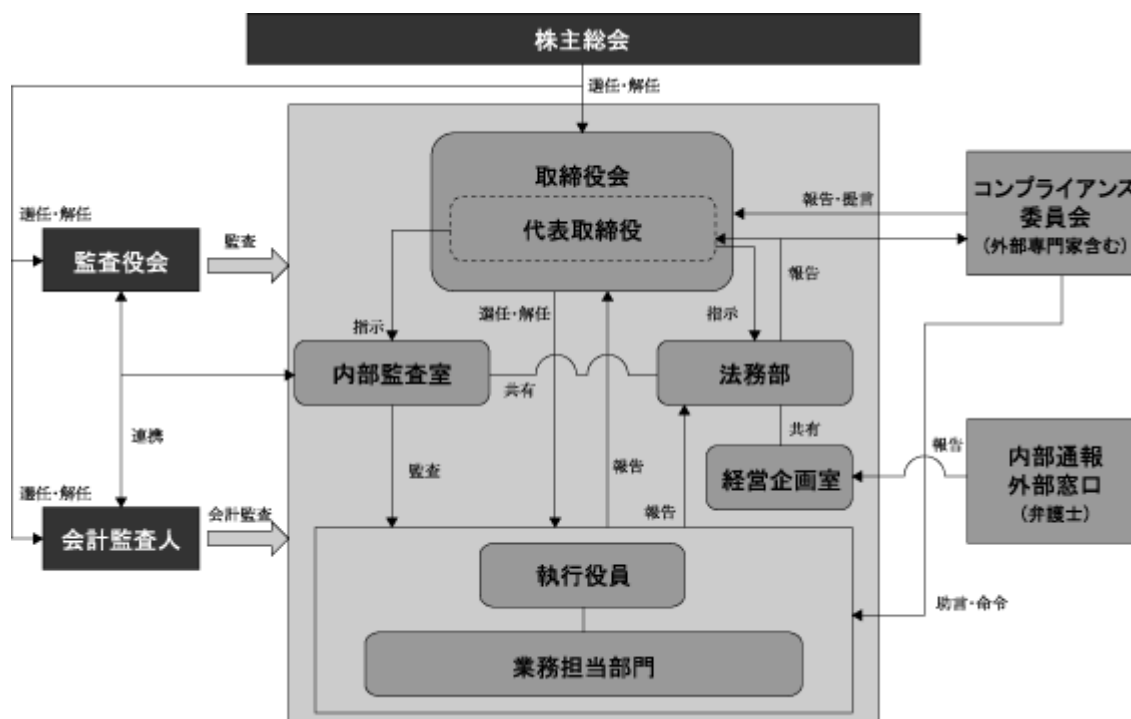 株主総会
選任・解任
取締役会
代表取締役
コンプライアンス
委員会
(外部専門家含む)
報告・提言
選任・解任
監査役会
監査
報告
指示
選任・解任
指示
内部監査室
共有
法務部
連携
監査
報告
共有
経営企画室
報告
内部通報
外部窓口
(弁護士)
選任・解任
会計監査人
会計監査
報告
執行役員
助言・命令
業務担当部門